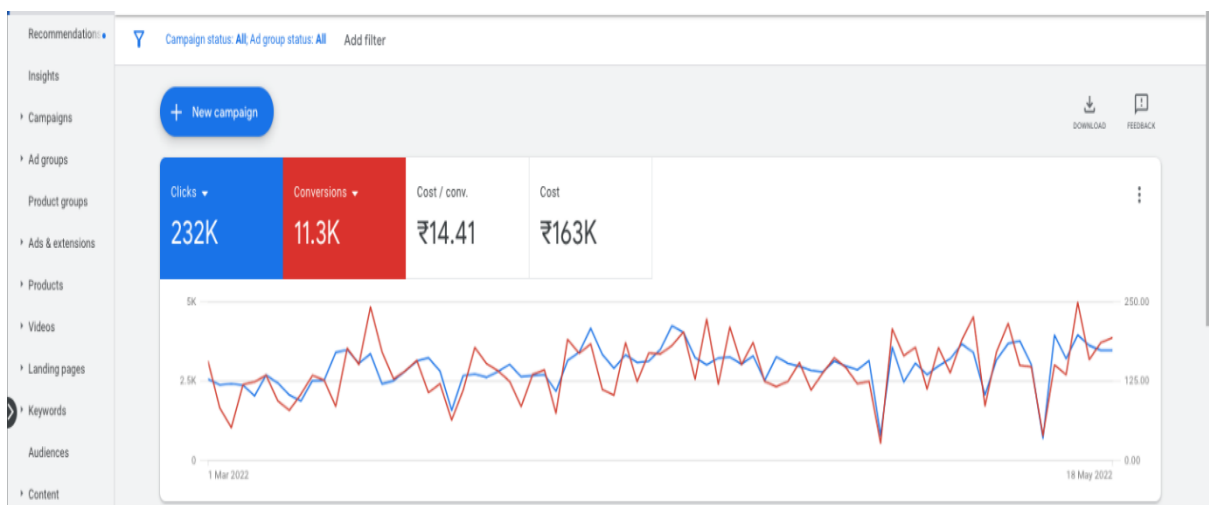 Recommendations
Campaign status: All; Ad group status: All Add filter
Insights
Campaigns
Ad groups
Product groups
Ads & extensions
Products
Videos
Landing pages
Keywords
Audiences
Content
+ New campaign
DOWNLOAD
FEEDBACK
Clicks
232K
Conversions
11.3K
Cost / conv.
₹14.41
Cost
₹163K
5K
2.5K
0
250.00
125.00
0.00
1 Mar 2022
18 May 2022